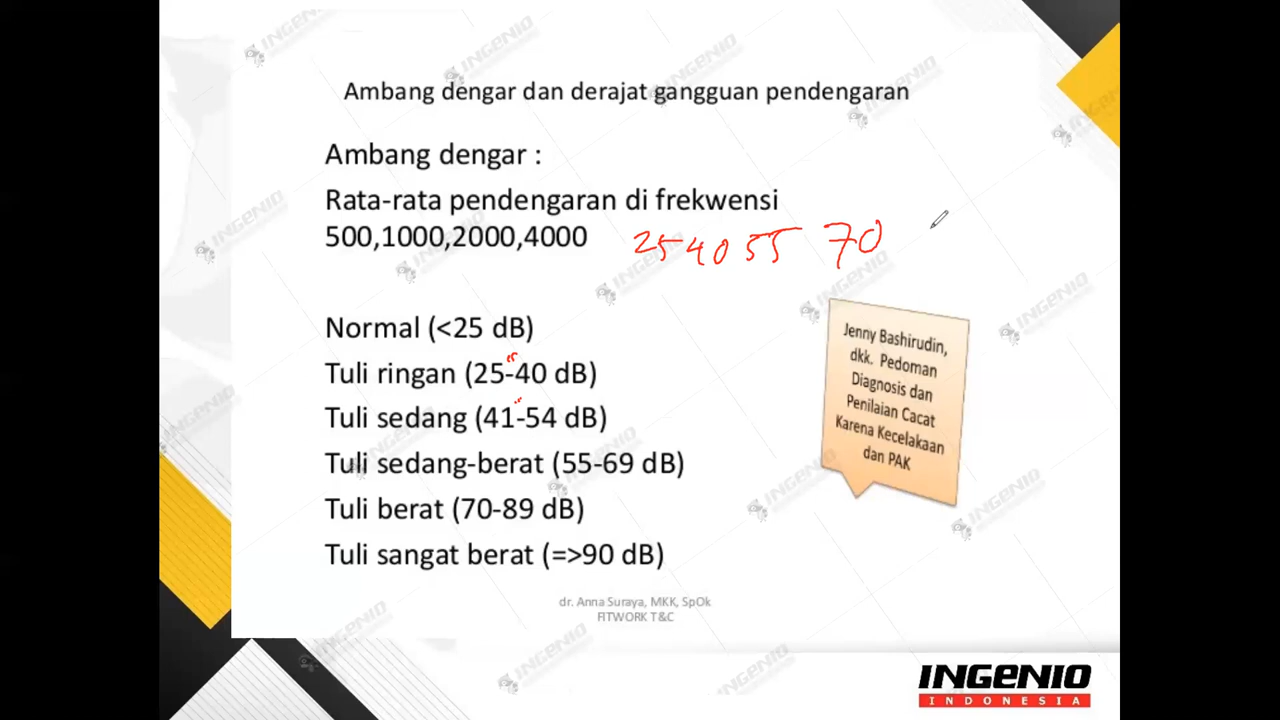 Ambang dengar dan derajat gangguan pendengaran
Ambang dengar :
Rata-rata pendengaran di frekwensi
500,1000,2000,4000 25 40 55 70
Normal (<25 dB)
Tuli ringan (25-40 dB)
Tuli sedang (41-54 dB)
Tuli sedang-berat (55-69 dB)
Tuli berat (70-89 dB)
Tuli sangat berat (=>90 dB)
Jenny Bashirudin,
dkk. Pedoman
Diagnosis dan
Penilaian Cacat
Karena Kecelakaan
dan PAK
dr. Anna Suraya, MKK, SpOk
FITWORK T&C
INGENIO
INDONESIA